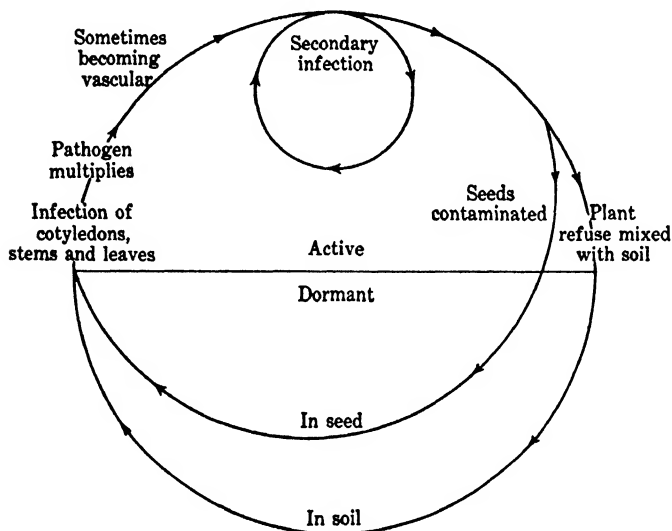 Sometimes
becoming
vascular
Secondary
infection
Pathogen
multiplies
Infection of
cotyledons,
stems and leaves
Seeds
contaminated
Plant
refuse mixed
with soil
Active
Dormant
In seed
In soil